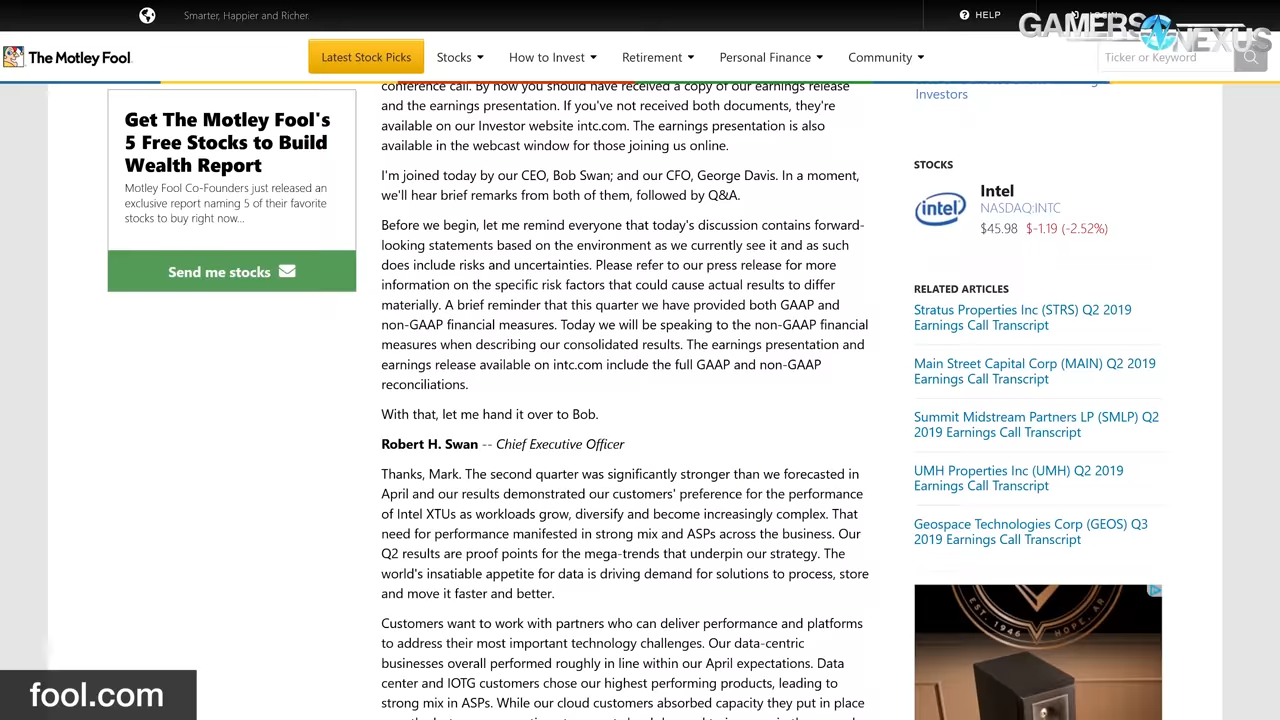 Smarter, Happier and Richer.
HELP
GAMERS NEXUS
The Motley Fool
Latest Stock Picks
Stocks
How to Invest
Retirement
Personal Finance
Community
Ticker or Keyword
conference call. By now you should have received a copy of our earnings release
and the earnings presentation. If you've not received both documents, they're
available on our Investor website intc.com. The earnings presentation is also
available in the webcast window for those joining us online.
I'm joined today by our CEO, Bob Swan; and our CFO, George Davis. In a moment,
we'll hear brief remarks from both of them, followed by Q&A.
Before we begin, let me remind everyone that today's discussion contains forward-
looking statements based on the environment as we currently see it and as such
does include risks and uncertainties. Please refer to our press release for more
information on the specific risk factors that could cause actual results to differ
materially. A brief reminder that this quarter we have provided both GAAP and
non-GAAP financial measures. Today we will be speaking to the non-GAAP financial
measures when describing our consolidated results. The earnings presentation and
earnings release available on intc.com include the full GAAP and non-GAAP
reconciliations.
With that, let me hand it over to Bob.
Robert H. Swan -- Chief Executive Officer
Thanks, Mark. The second quarter was significantly stronger than we forecasted in
April and our results demonstrated our customers' preference for the performance
of Intel XTUs as workloads grow, diversify and become increasingly complex. That
need for performance manifested in strong mix and ASPs across the business. Our
Q2 results are proof points for the mega-trends that underpin our strategy. The
world's insatiable appetite for data is driving demand for solutions to process, store
and move it faster and better.
Customers want to work with partners who can deliver performance and platforms
to address their most important technology challenges. Our data-centric
businesses overall performed roughly in line within our April expectations. Data
center and IOTG customers chose our highest performing products, leading to
strong mix in ASPs. While our cloud customers absorbed capacity they put in place
Get The Motley Fool's
5 Free Stocks to Build
Wealth Report
Motley Fool Co-Founders just released an
exclusive report naming 5 of their favorite
stocks to buy right now...
Send me stocks
Investors
STOCKS
intel
Intel
NASDAQ:INTC
$45.98 $-1.19 (-2.52%)
RELATED ARTICLES
Stratus Properties Inc (STRS) Q2 2019
Earnings Call Transcript
Main Street Capital Corp (MAIN) Q2 2019
Earnings Call Transcript
Summit Midstream Partners LP (SMLP) Q2
2019 Earnings Call Transcript
UMH Properties Inc (UMH) Q2 2019
Earnings Call Transcript
Geospace Technologies Corp (GEOS) Q3
2019 Earnings Call Transcript
EST. 1946 HOPE, AR
fool.com